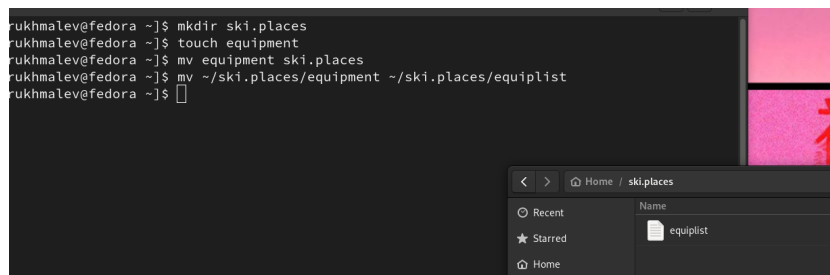 rukhmalev@fedora ~]$ mkdir ski.places
rukhmalev@fedora ~]$ touch equipment
rukhmalev@fedora ~]$ mv equipment ski.places
rukhmalev@fedora ~]$ mv ~/ski.places/equipment ~/ski.places/equiplist
rukhmalev@fedora ~]$
Home / ski.places
Recent
Name
equiplist
Starred
Home